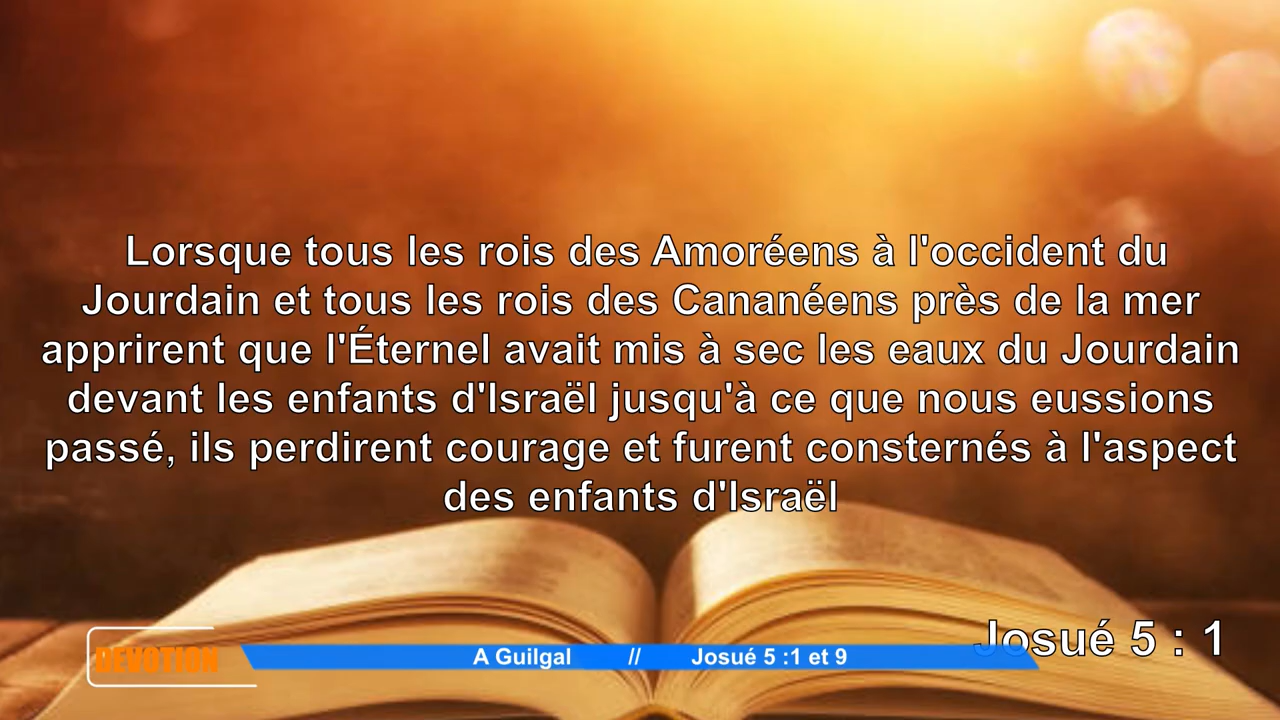 Lorsque tous les rois des Amoréens à l'occident du
Jourdain et tous les rois des Cananéens près de la mer
apprirent que l'Éternel avait mis à sec les eaux du Jourdain
devant les enfants d'Israël jusqu'à ce que nous eussions
passé, ils perdirent courage et furent consternés à l'aspect
des enfants d'Israël
Josué 5 : 1
DEVOTION
A Guilgal // Josué 5 :1 et 9